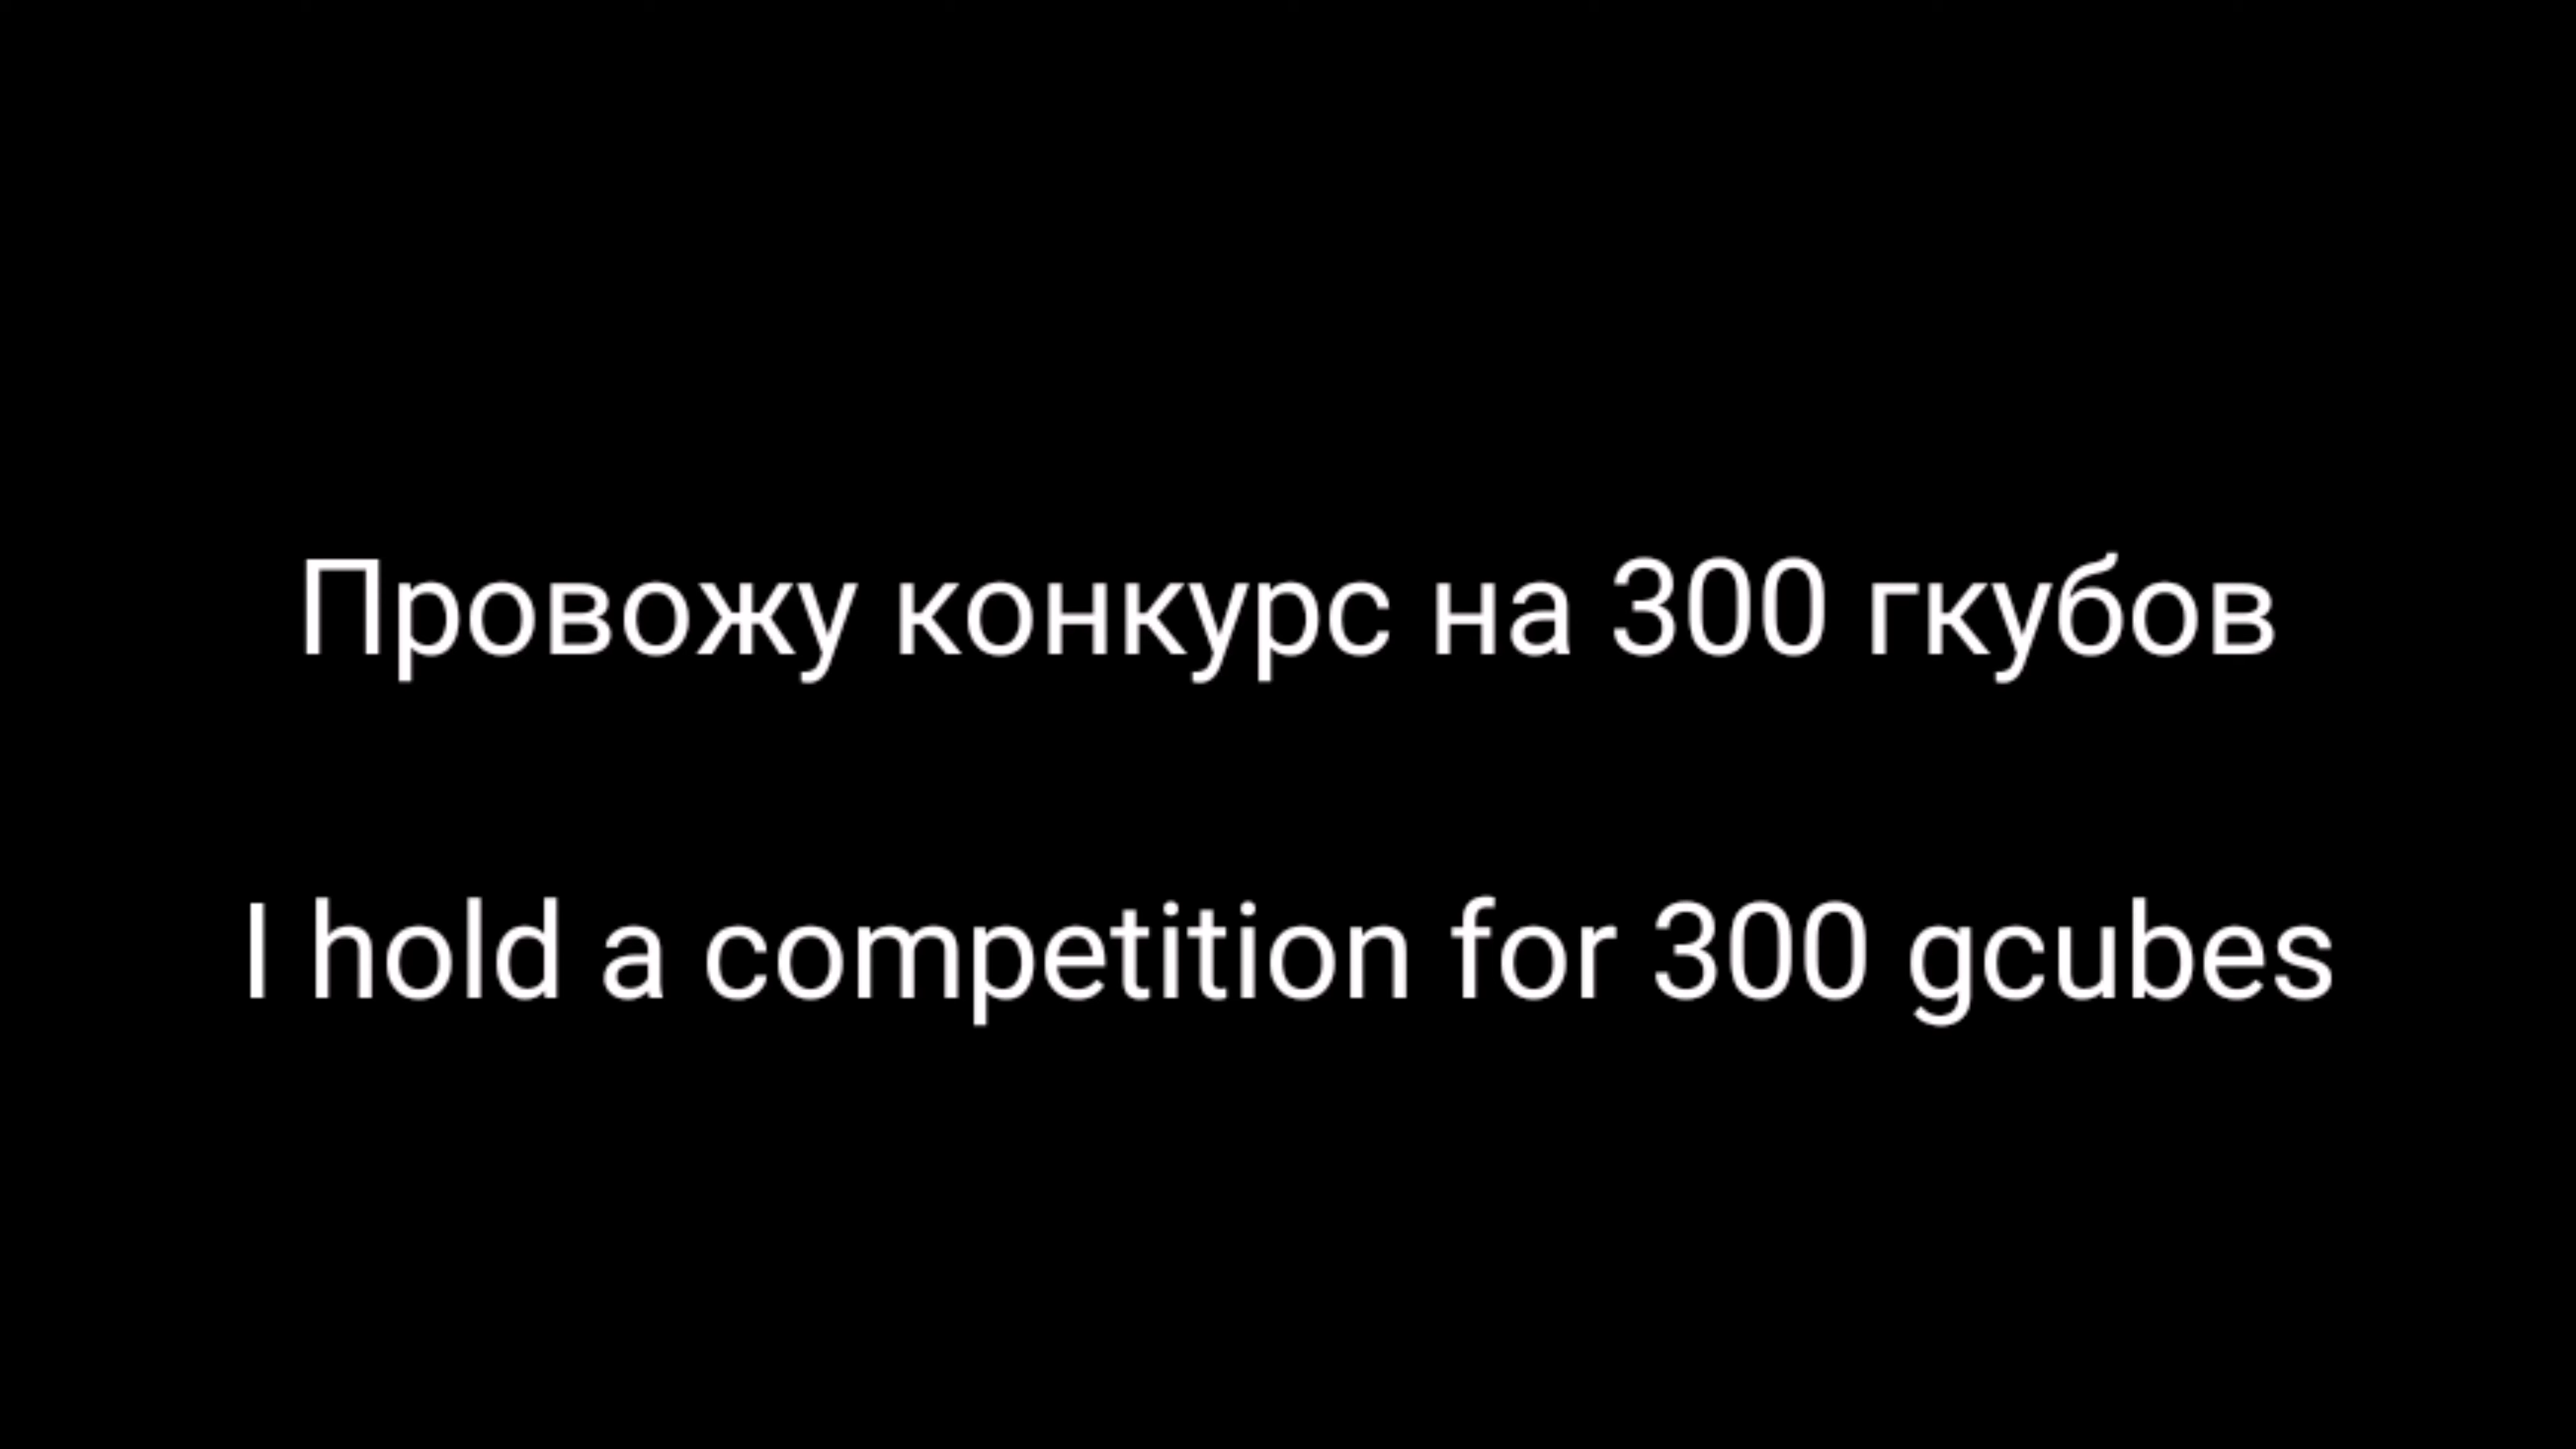 Провожу конкурс на 300 гкубов
I hold a competition for 300 gcubes